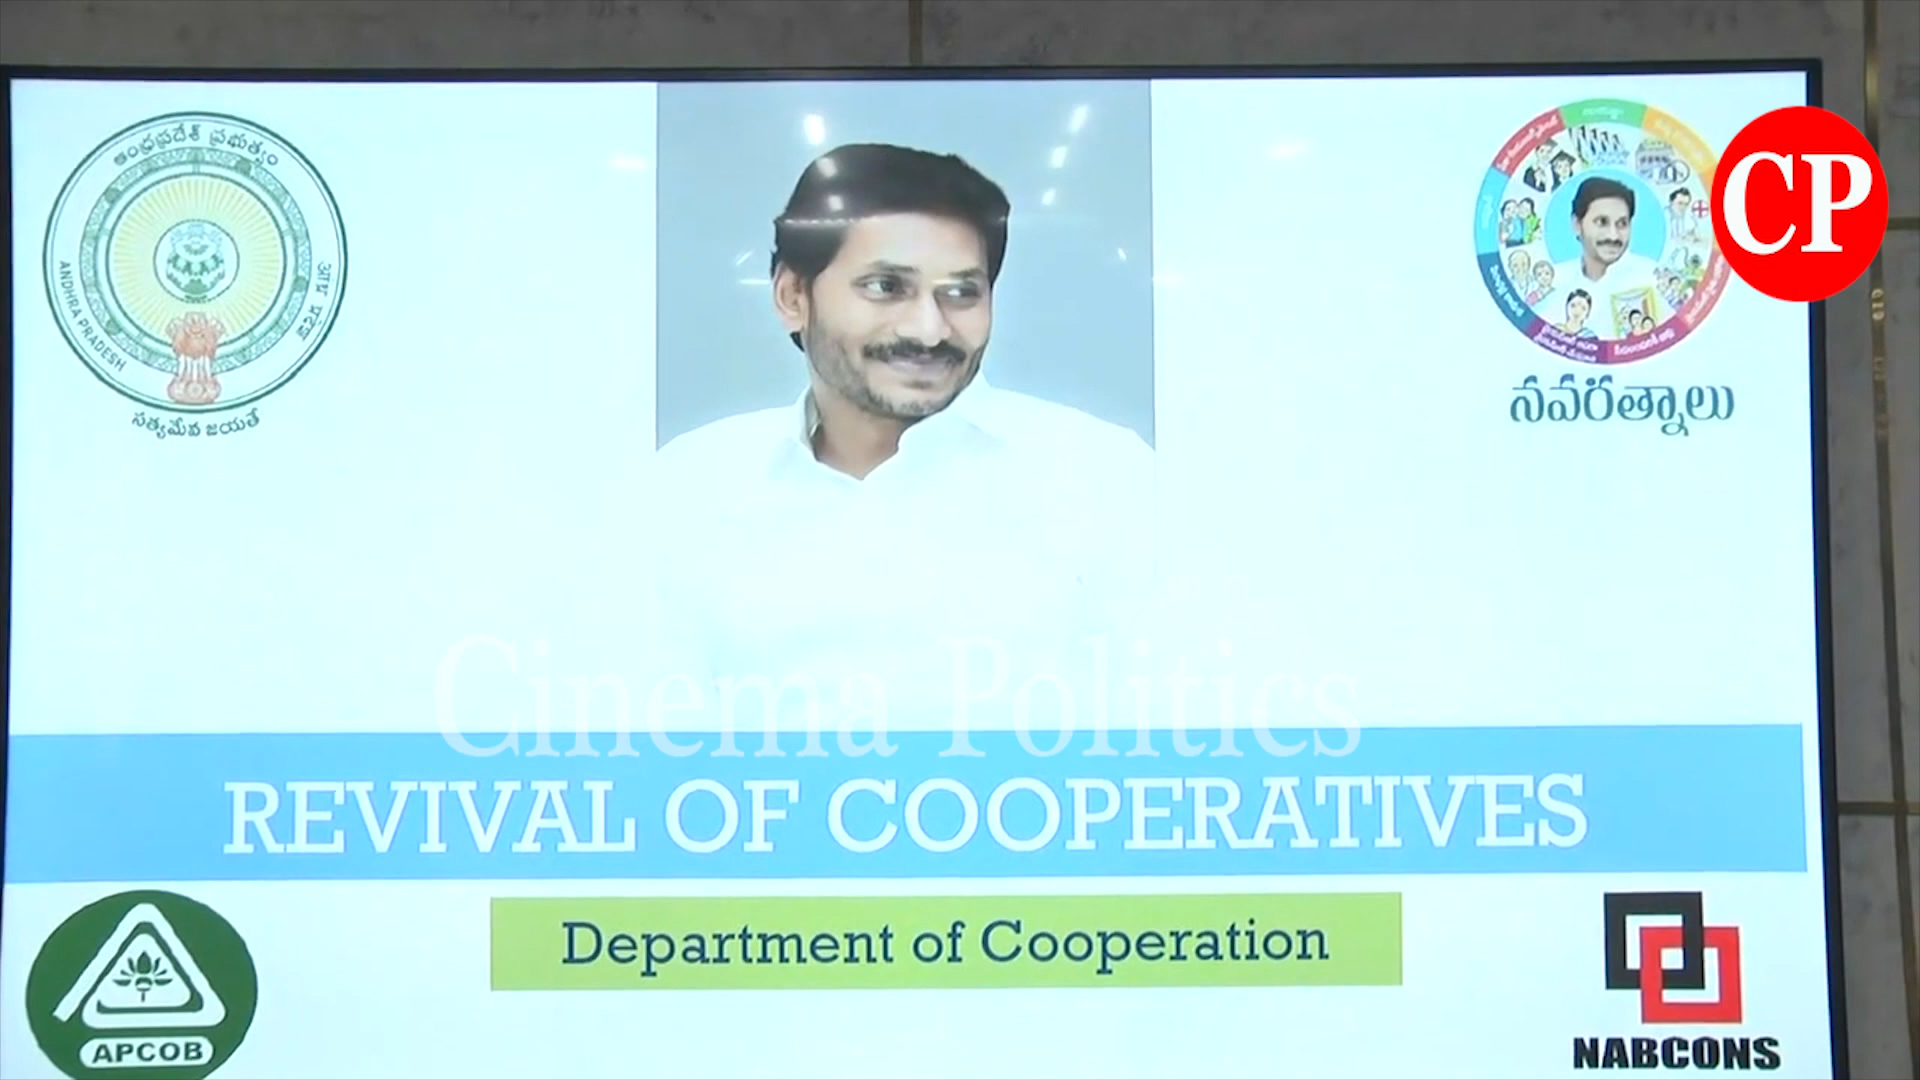 ఆంధ్రప్రదేశ్ ప్రభుత్వం
ANDHRA PRADESH
సత్యమేవ జయతే
నవరత్నాలు
CP
Cinema Politics
REVIVAL OF COOPERATIVES
Department of Cooperation
APCOB
NABCONS